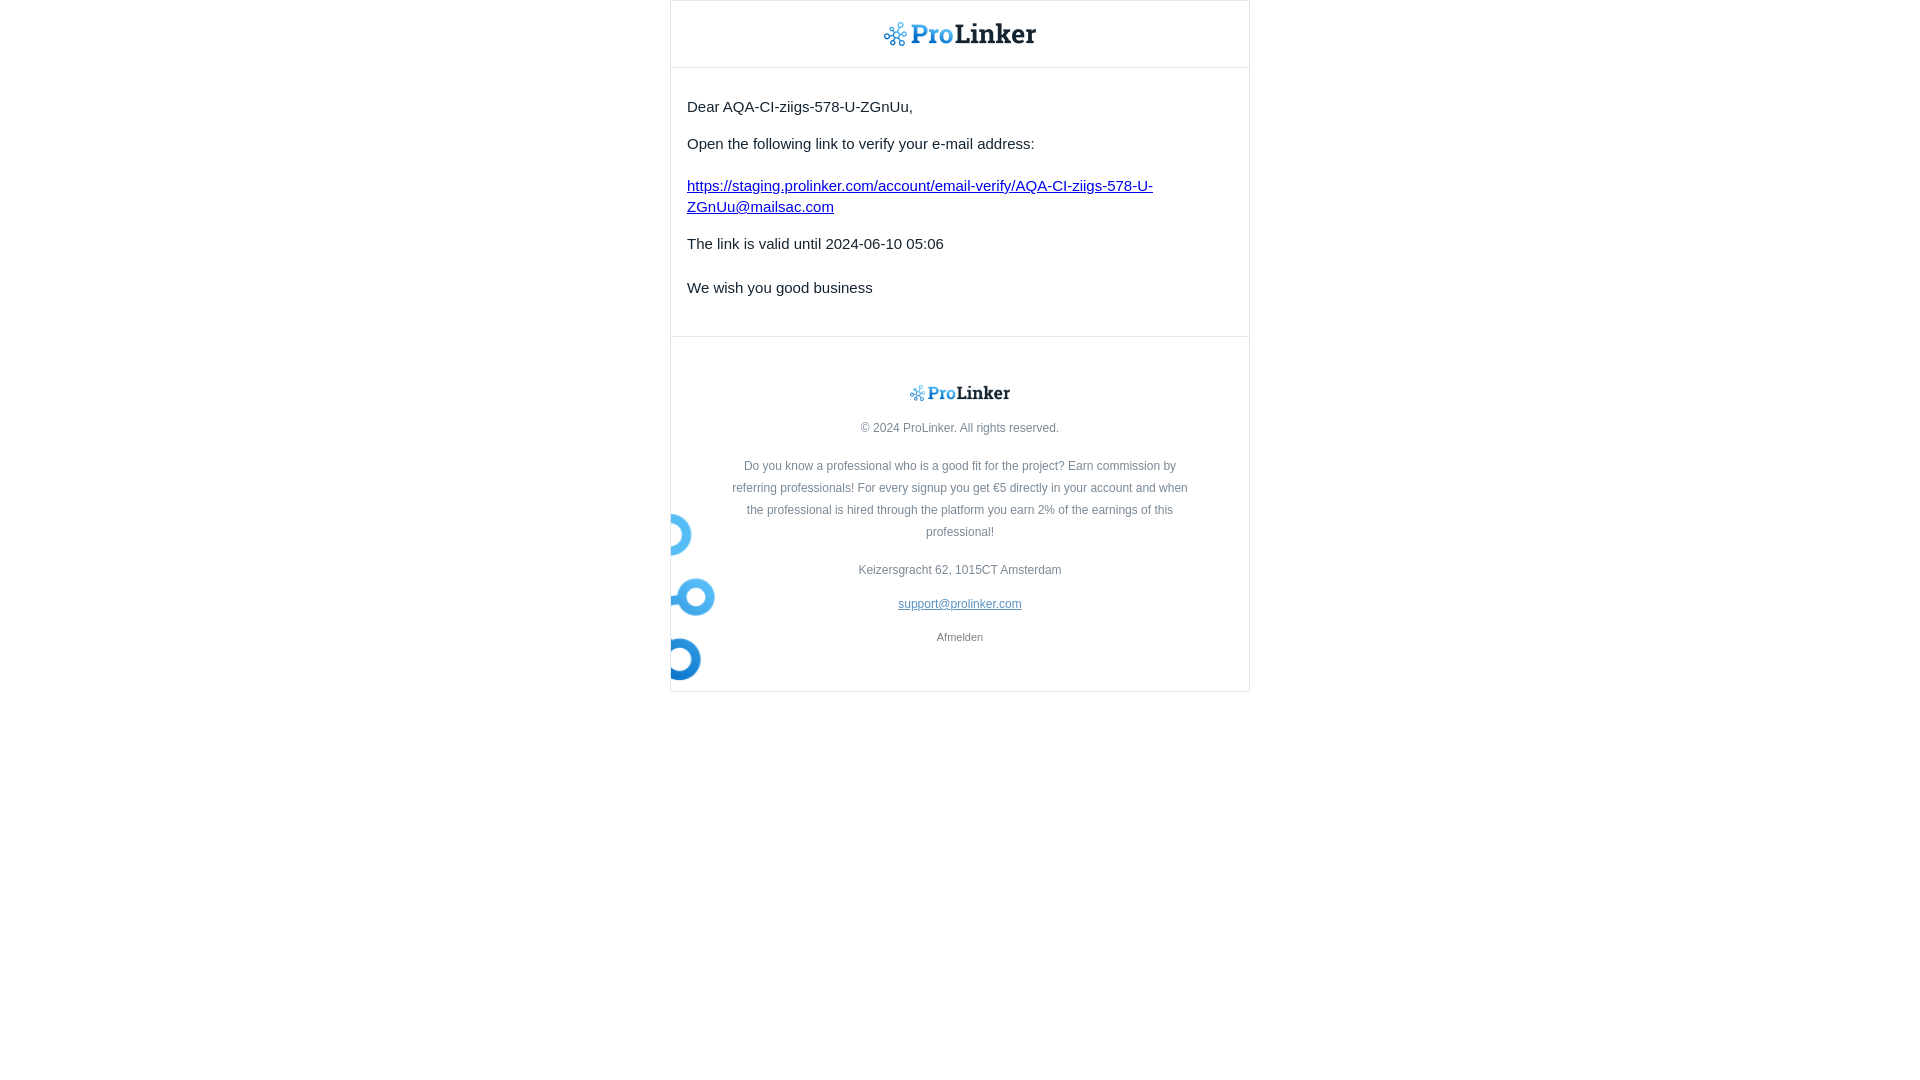 ProLinker
Dear AQA-CI-ziigs-578-U-ZGnUu,
Open the following link to verify your e-mail address:
https://staging.prolinker.com/account/email-verify/AQA-CI-ziigs-578-U-
ZGnUu@mailsac.com
The link is valid until 2024-06-10 05:06
We wish you good business
ProLinker
© 2024 ProLinker. All rights reserved.
Do you know a professional who is a good fit for the project? Earn commission by
referring professionals! For every signup you get €5 directly in your account and when
the professional is hired through the platform you earn 2% of the earnings of this
professional!
Keizersgracht 62, 1015CT Amsterdam
support@prolinker.com
Afmelden